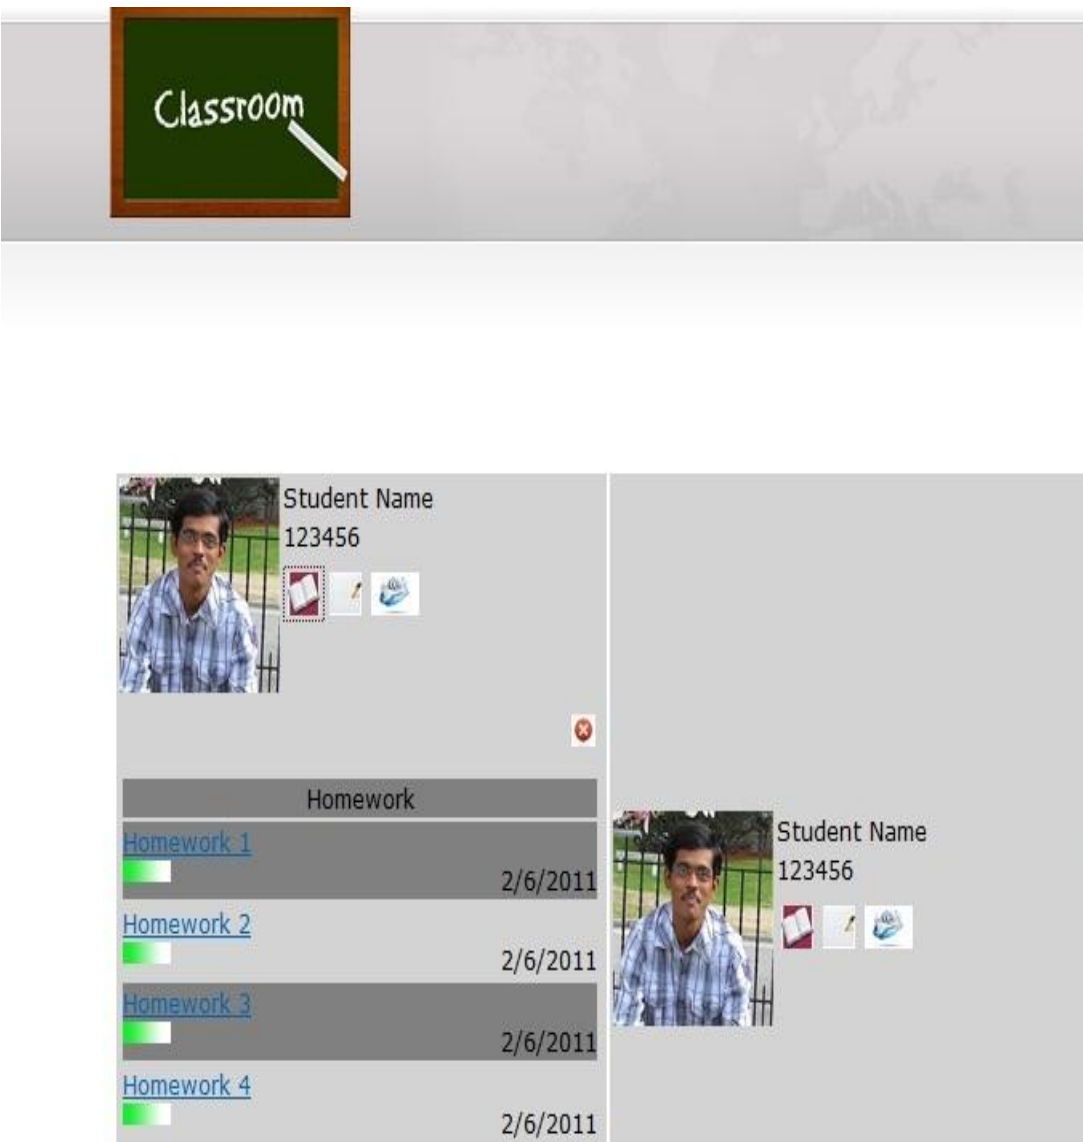 Classroom
Student Name
123456
Homework
Homework 1
2/6/2011
Homework 2
2/6/2011
Homework 3
2/6/2011
Homework 4
2/6/2011
Student Name
123456